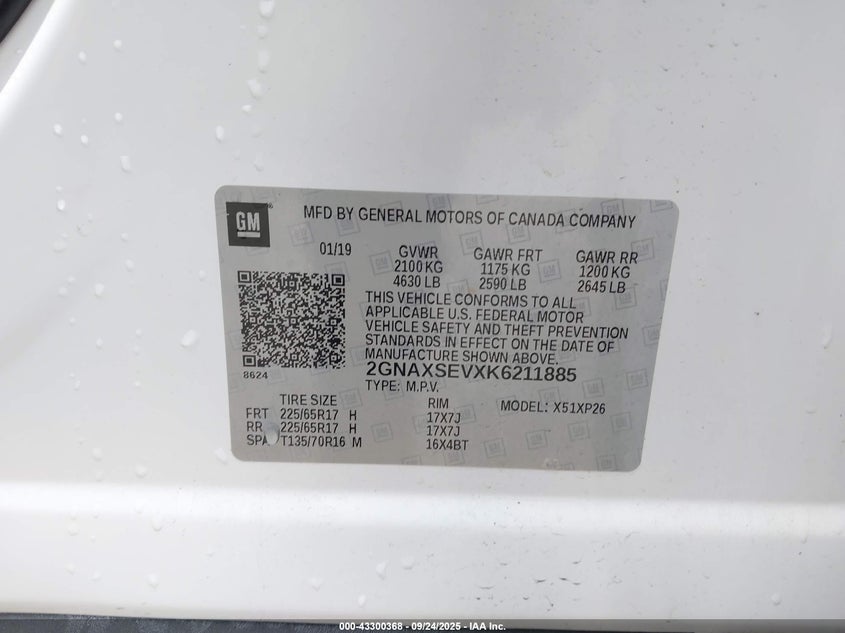 GM
MFD BY GENERAL MOTORS OF CANADA COMPANY
01/19 GVWR GAWR FRT GAWR RR
2100 KG 1175 KG 1200 KG
4630 LB 2590 LB 2645 LB
THIS VEHICLE CONFORMS TO ALL
APPLICABLE U.S. FEDERAL MOTOR
VEHICLE SAFETY AND THEFT PREVENTION
STANDARDS IN EFFECT ON THE DATE OF
MANUFACTURE SHOWN ABOVE.
8624
2GNAXSEVXK6211885
TYPE: M.P.V.
TIRE SIZE RIM MODEL: X51XP26
FRT 225/65R17 H 17X7J
RR 225/65R17 H 17X7J
SPA T135/70R16 M 16X4BT
000-43300368 - 09/24/2025 - IAA Inc.